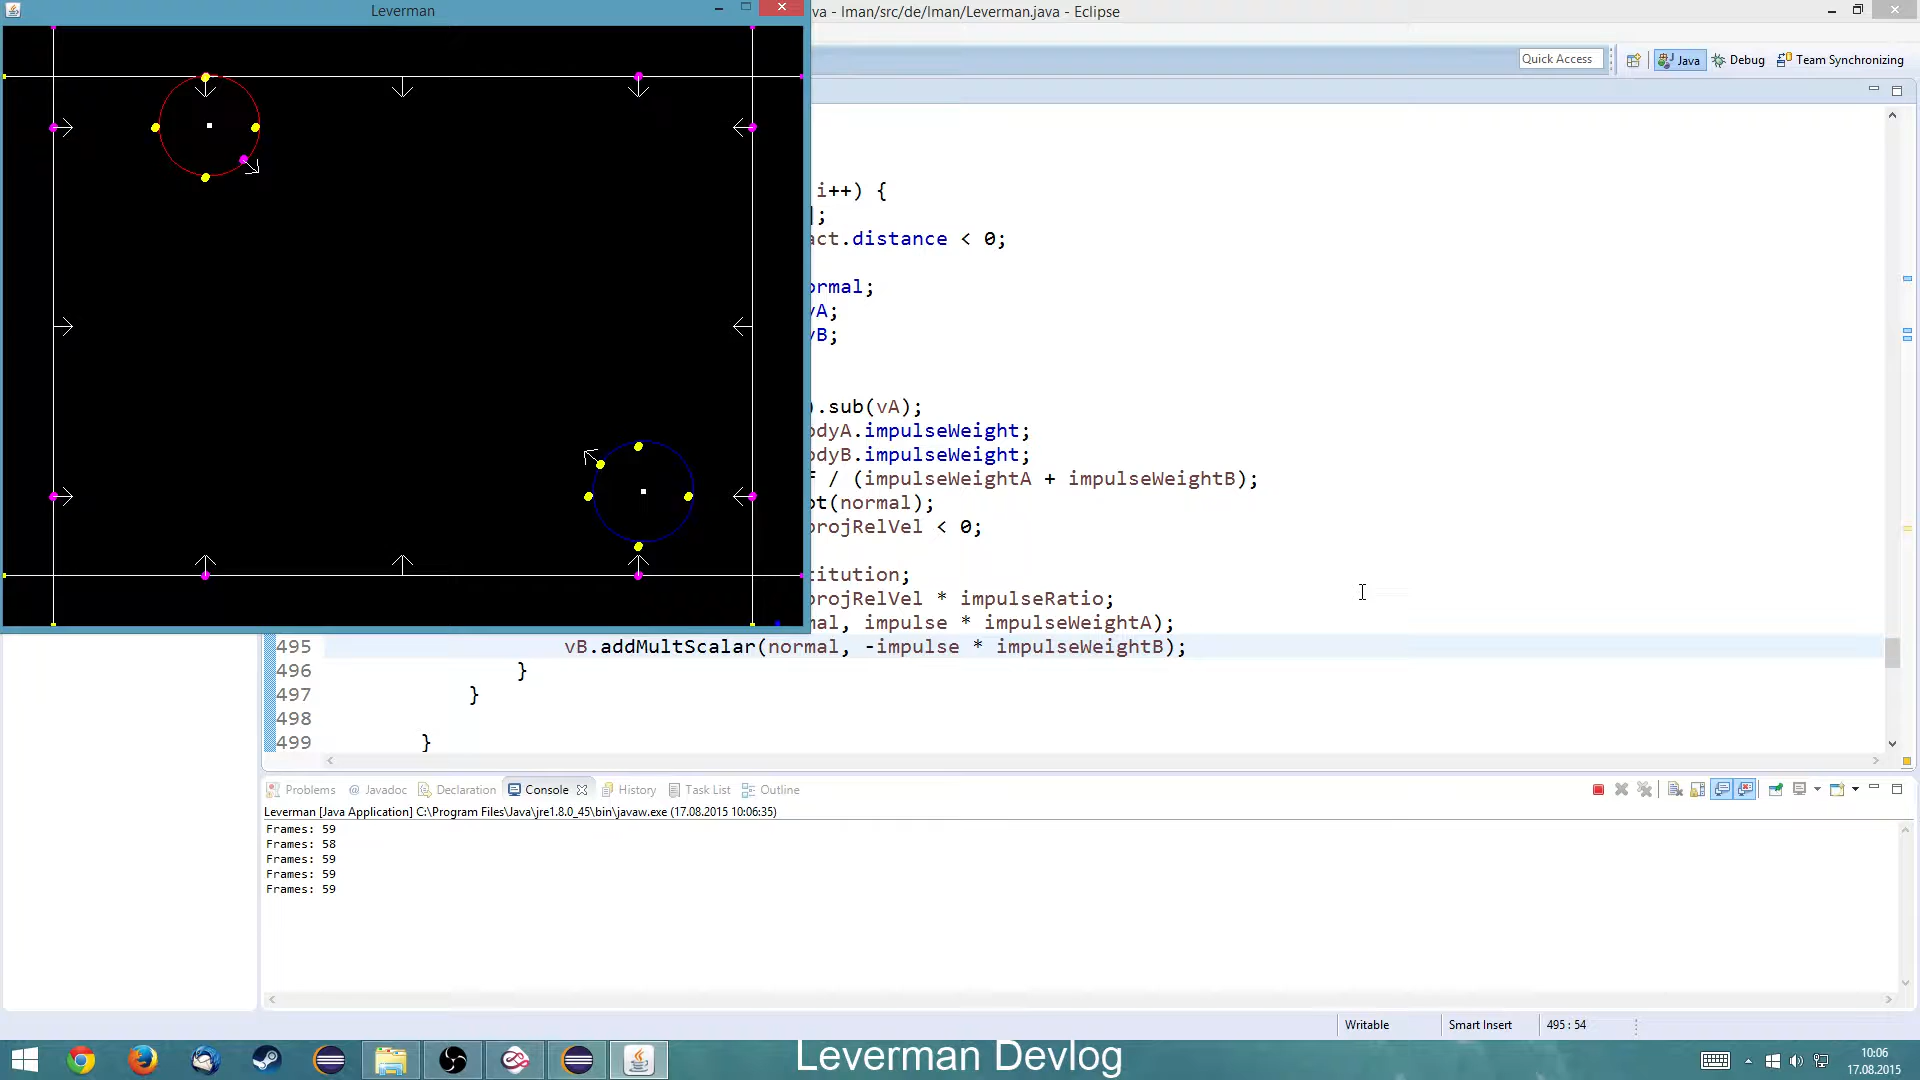 Leverman
va - lman/src/de/lman/Leverman.java - Eclipse
Quick Access
Java
Debug
Team Synchronizing
i++) {
];
act.distance < 0;
ormal;
yA;
yB;
).sub(vA);
odyA.impulseWeight;
odyB.impulseWeight;
f / (impulseWeightA + impulseWeightB);
ot(normal);
projRelVel < 0;
titution;
projRelVel * impulseRatio;
mal, impulse * impulseWeightA);
495 vB.addMultScalar(normal, -impulse * impulseWeightB);
496 }
497 }
498
499 }
Problems @ Javadoc Declaration Console History Task List Outline
Leverman [Java Application] C:\Program Files\Java\jre1.8.0_45\bin\javaw.exe (17.08.2015 10:06:35)
Frames: 59
Frames: 58
Frames: 59
Frames: 59
Frames: 59
Writable
Smart Insert
495 : 54
Leverman Devlog
10:06
17.08.2015